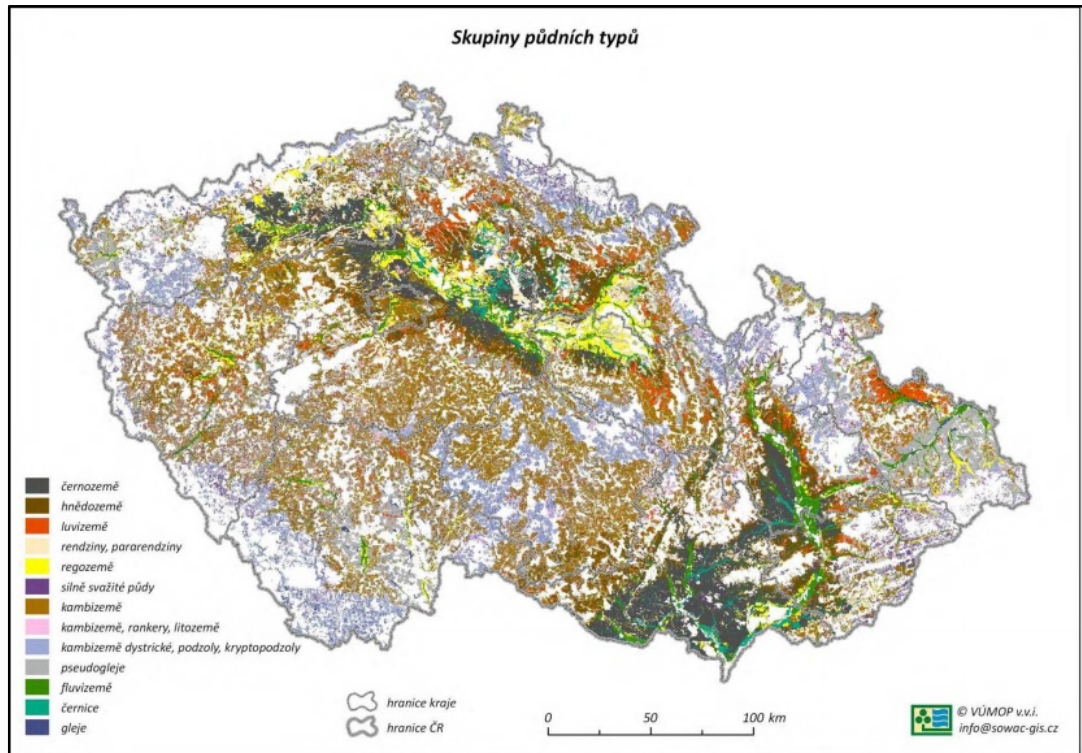 Skupiny půdních typů
černozemě
hnědozemě
luvizemě
rendziny, pararendziny
regozemě
silně svažité půdy
kambizemě
kambizemě, rankery, litozemě
kambizemě dystrické, podzoly, kryptopodzoly
pseudogleje
fluvizemě
černice
gleje
hranice kraje
hranice ČR
0 50 100 km
© VÚMOP v.v.i.
info@sowac-gis.cz